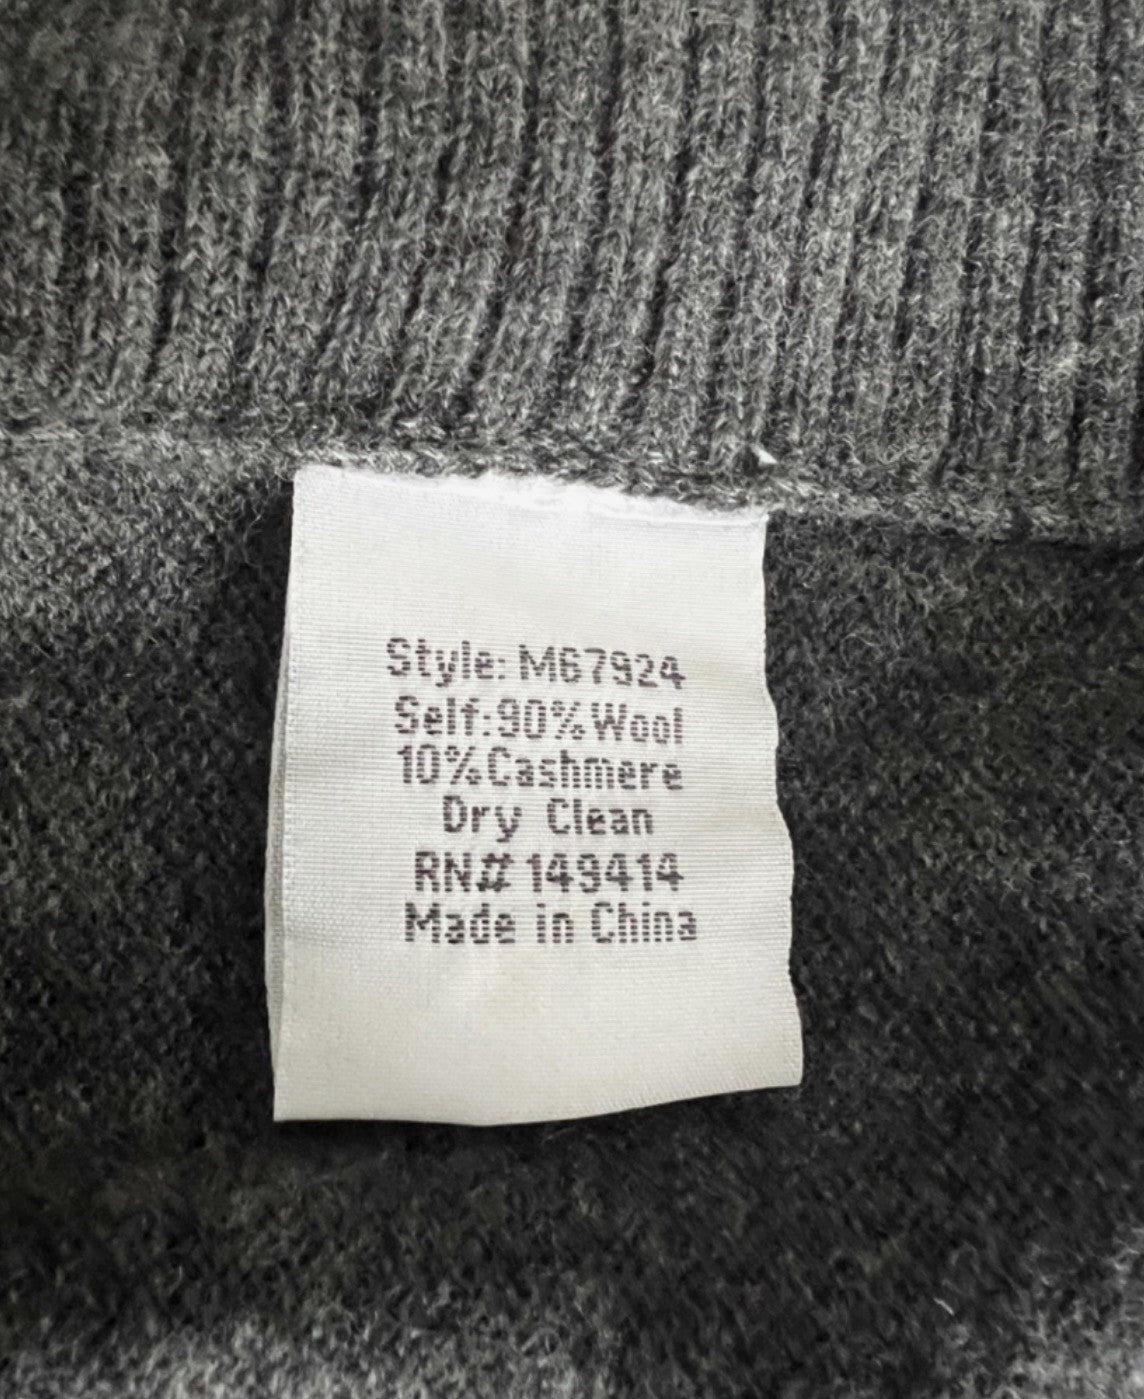 Style: M67924
Self:90%Wool
10%Cashmere
Dry Clean
RN# 149414
Made in China